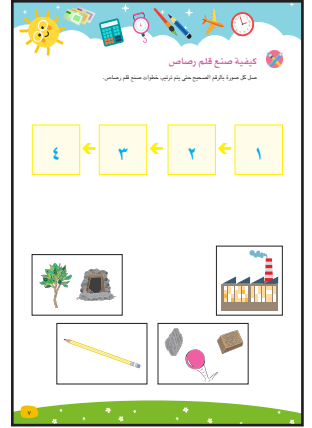 كيفية صنع قلم رصاص
صل كل صورة بالرقم الصحيح حتى يتم ترتيب خطوات صنع قلم رصاص.
١ ٢ ٣ ٤
٧